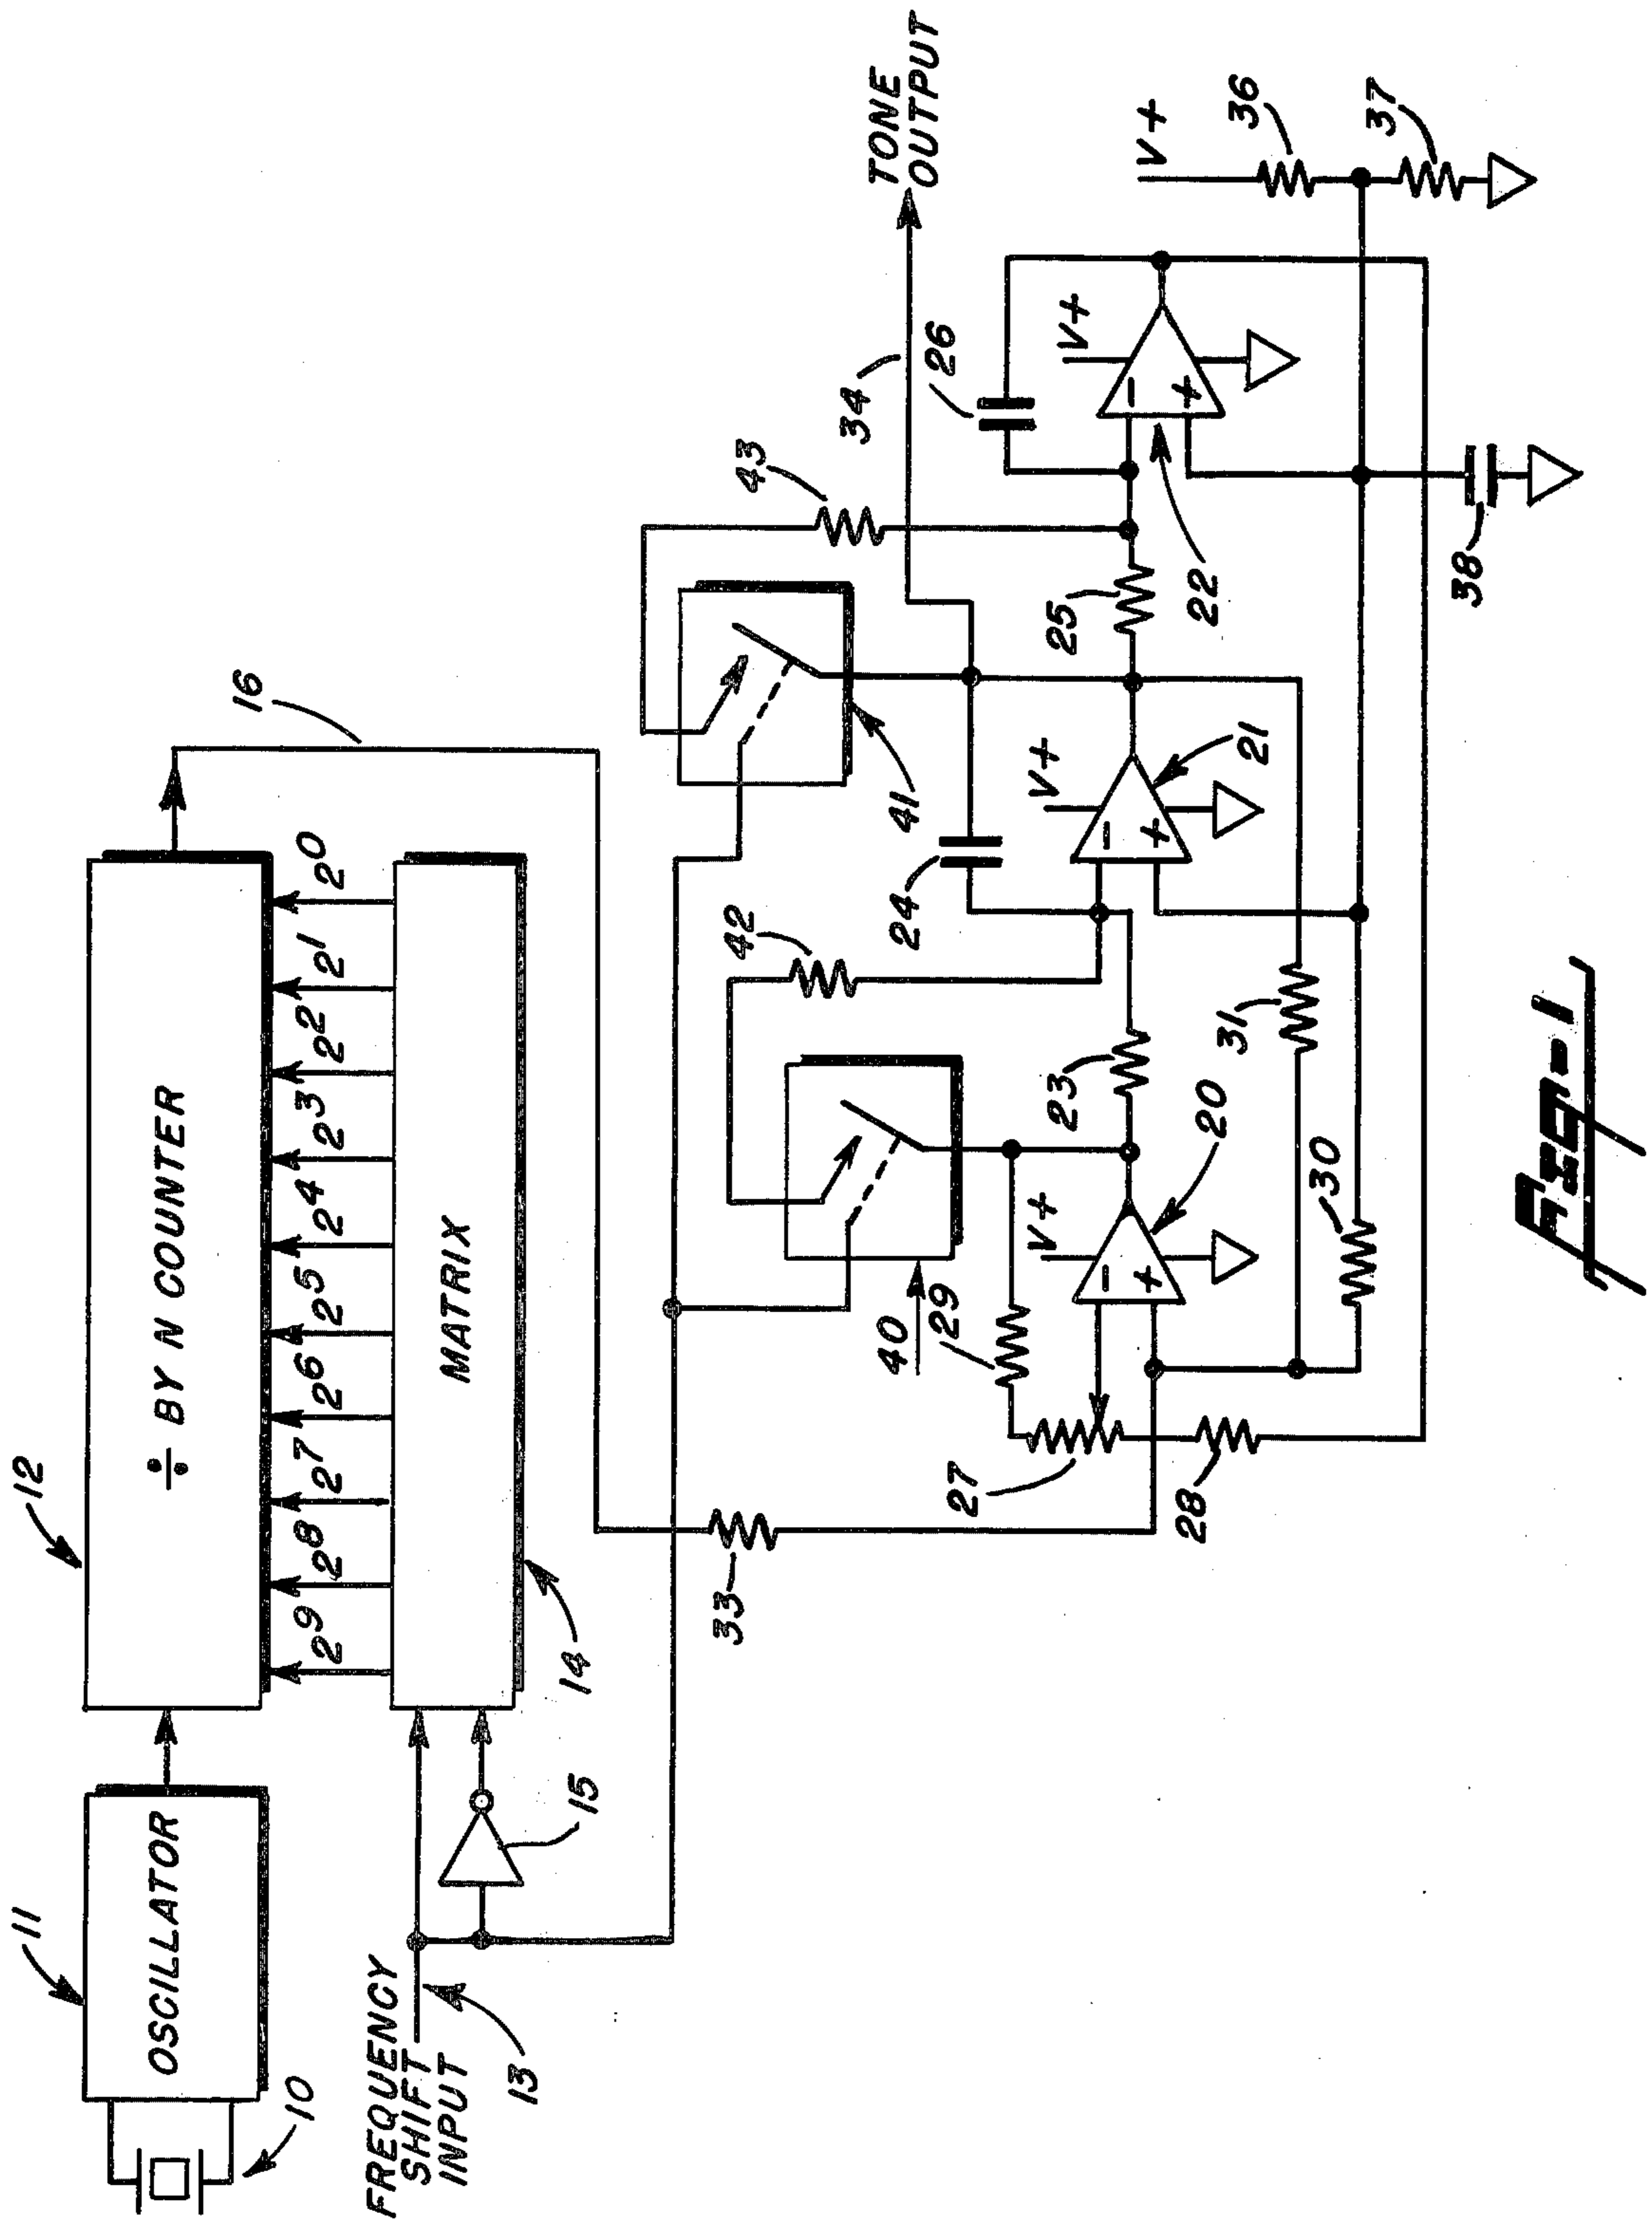 11
OSCILLATOR
10
12
÷ BY N COUNTER
2⁹ 2⁸ 2⁷ 2⁶ 2⁵ 2⁴ 2³ 2² 2¹ 2⁰
16
FREQUENCY
SHIFT
INPUT
13
15
MATRIX
14
33
43
34
TONE
OUTPUT
41
42
40
29
24
26
V+
V+
V+
V+
36
37
27
28
20
23
21
25
22
30
31
38
- + - + - +
Fig-1